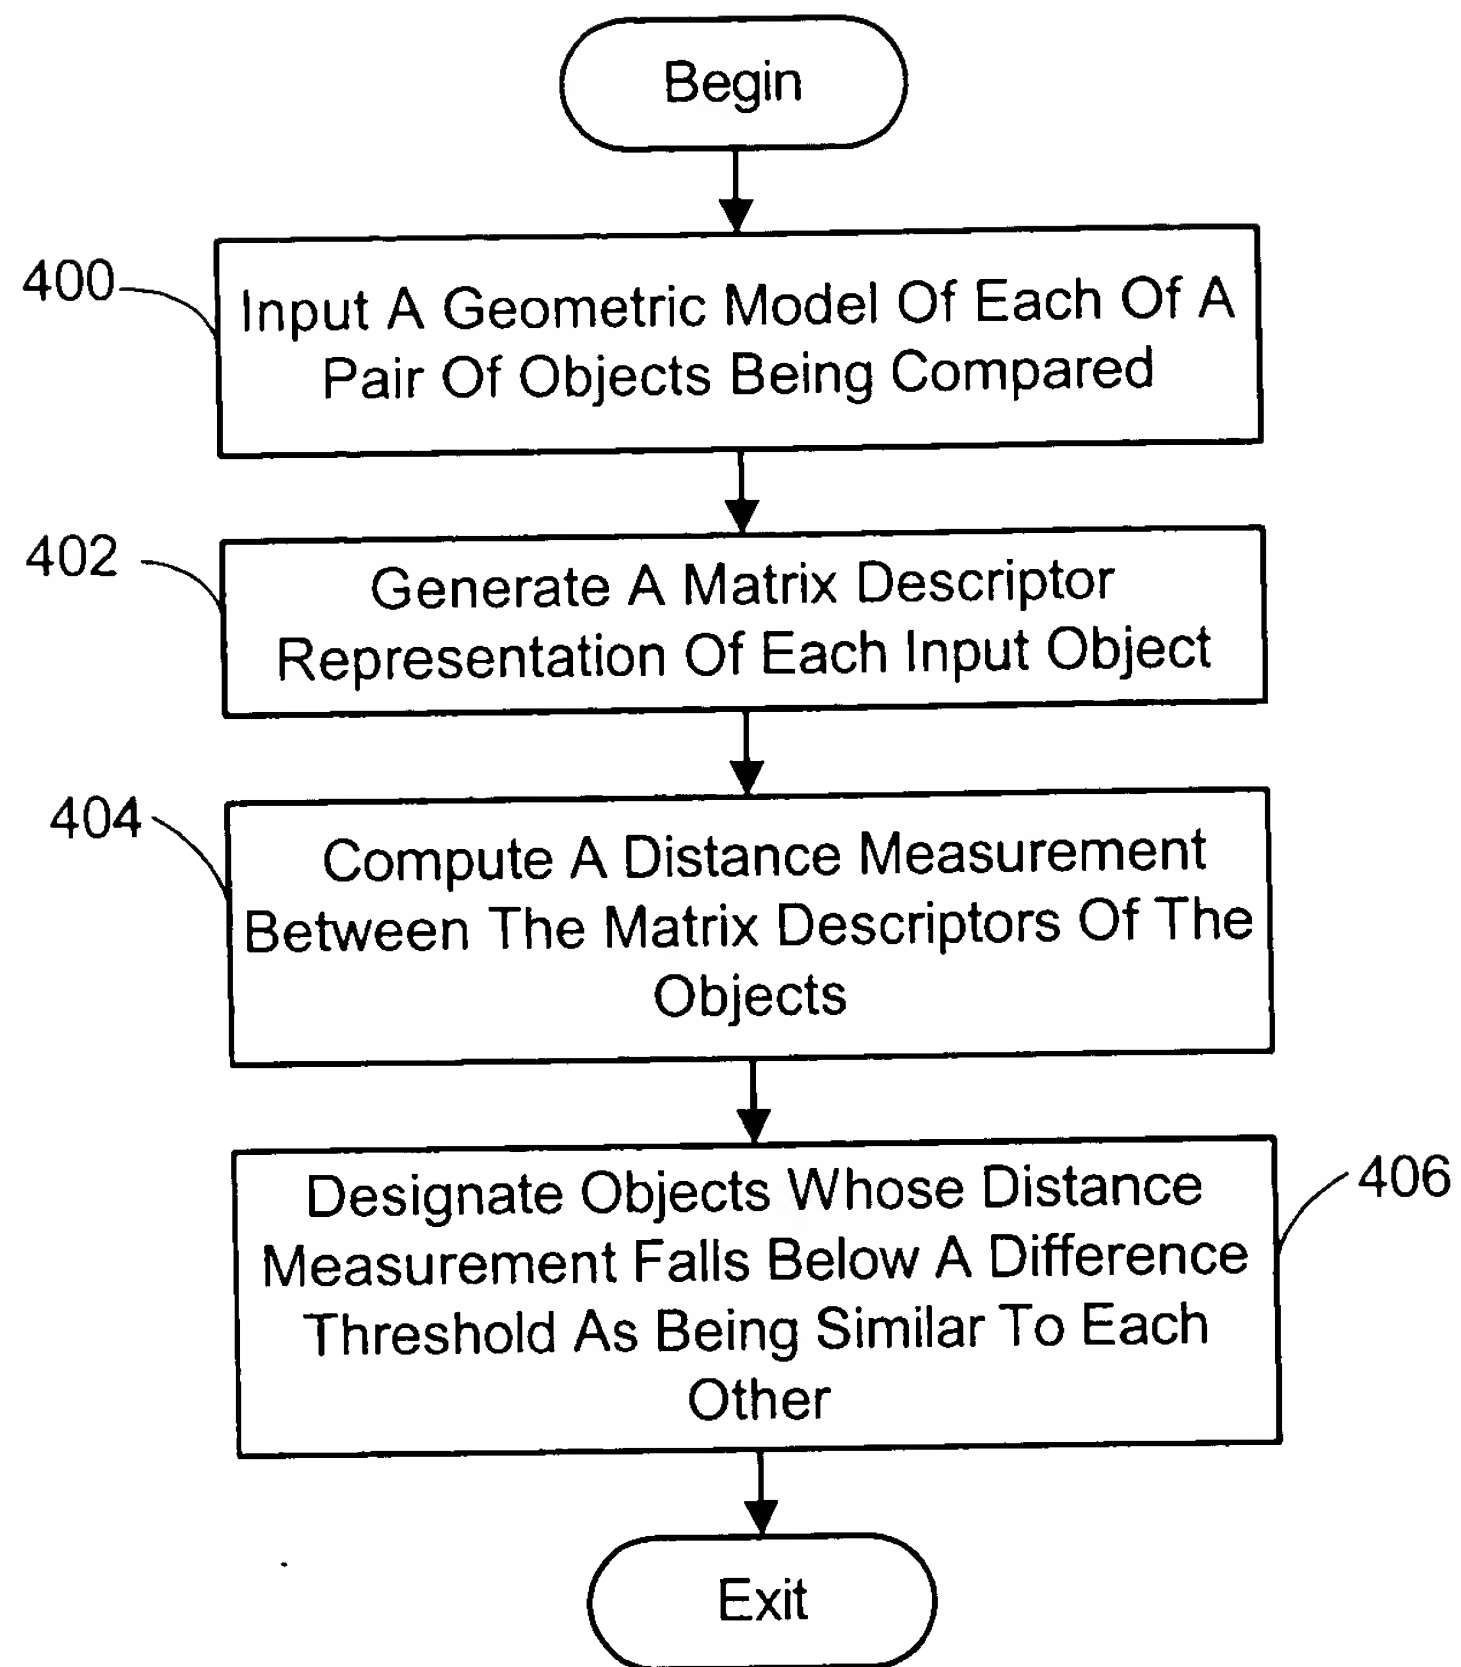 Begin
400
Input A Geometric Model Of Each Of A
Pair Of Objects Being Compared
402
Generate A Matrix Descriptor
Representation Of Each Input Object
404
Compute A Distance Measurement
Between The Matrix Descriptors Of The
Objects
406
Designate Objects Whose Distance
Measurement Falls Below A Difference
Threshold As Being Similar To Each
Other
Exit